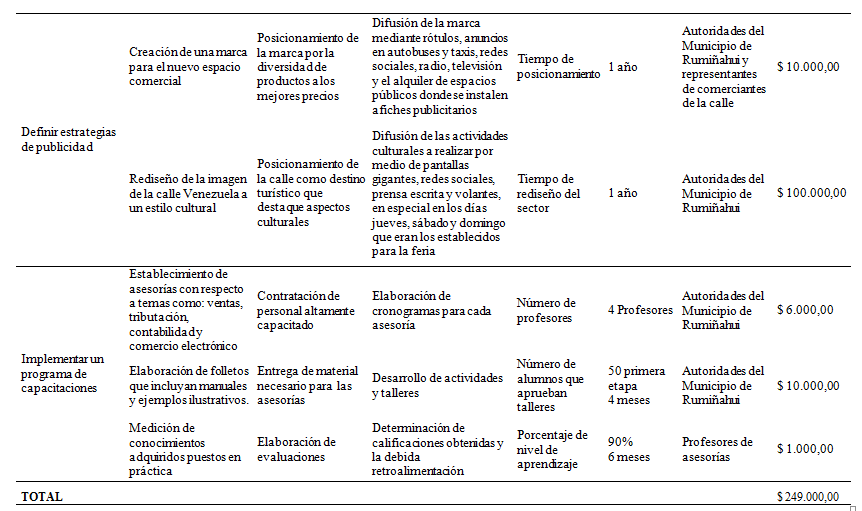 Definir estrategias
de publicidad
Creación de una marca
para el nuevo espacio
comercial
Posicionamiento de
la marca por la
diversidad de
productos a los
mejores precios
Difusión de la marca
mediante rótulos, anuncios
en autobuses y taxis, redes
sociales, radio, televisión
y el alquiler de espacios
públicos donde se instalen
afiches publicitarios
Tiempo de
posicionamiento
1 año
Autoridades del
Municipio de
Rumiñahui y
representantes
de comerciantes
de la calle
$ 10.000,00
Rediseño de la imagen
de la calle Venezuela a
un estilo cultural
Posicionamiento de
la calle como destino
turístico que
destaque aspectos
culturales
Difusión de las actividades
culturales a realizar por
medio de pantallas
gigantes, redes sociales,
prensa escrita y volantes,
en especial en los días
jueves, sábado y domingo
que eran los establecidos
para la feria
Tiempo de
rediseño del
sector
1 año
Autoridades del
Municipio de
Rumiñahui
$ 100.000,00
Implementar un
programa de
capacitaciones
Establecimiento de
asesorías con respecto
a temas como: ventas,
tributación,
contabilidad y
comercio electrónico
Contratación de
personal altamente
capacitado
Elaboración de
cronogramas para cada
asesoría
Número de
profesores
4 Profesores
Autoridades del
Municipio de
Rumiñahui
$ 6.000,00
Elaboración de folletos
que incluyan manuales
y ejemplos ilustrativos.
Entrega de material
necesario para las
asesorías
Desarrollo de actividades
y talleres
Número de
alumnos que
aprueban
talleres
50 primera
etapa
4 meses
Autoridades del
Municipio de
Rumiñahui
$ 10.000,00
Medición de
conocimientos
adquiridos puestos en
práctica
Elaboración de
evaluaciones
Determinación de
calificaciones obtenidas y
la debida
retroalimentación
Porcentaje de
nivel de
aprendizaje
90%
6 meses
Profesores de
asesorías
$ 1.000,00
TOTAL
$ 249.000,00